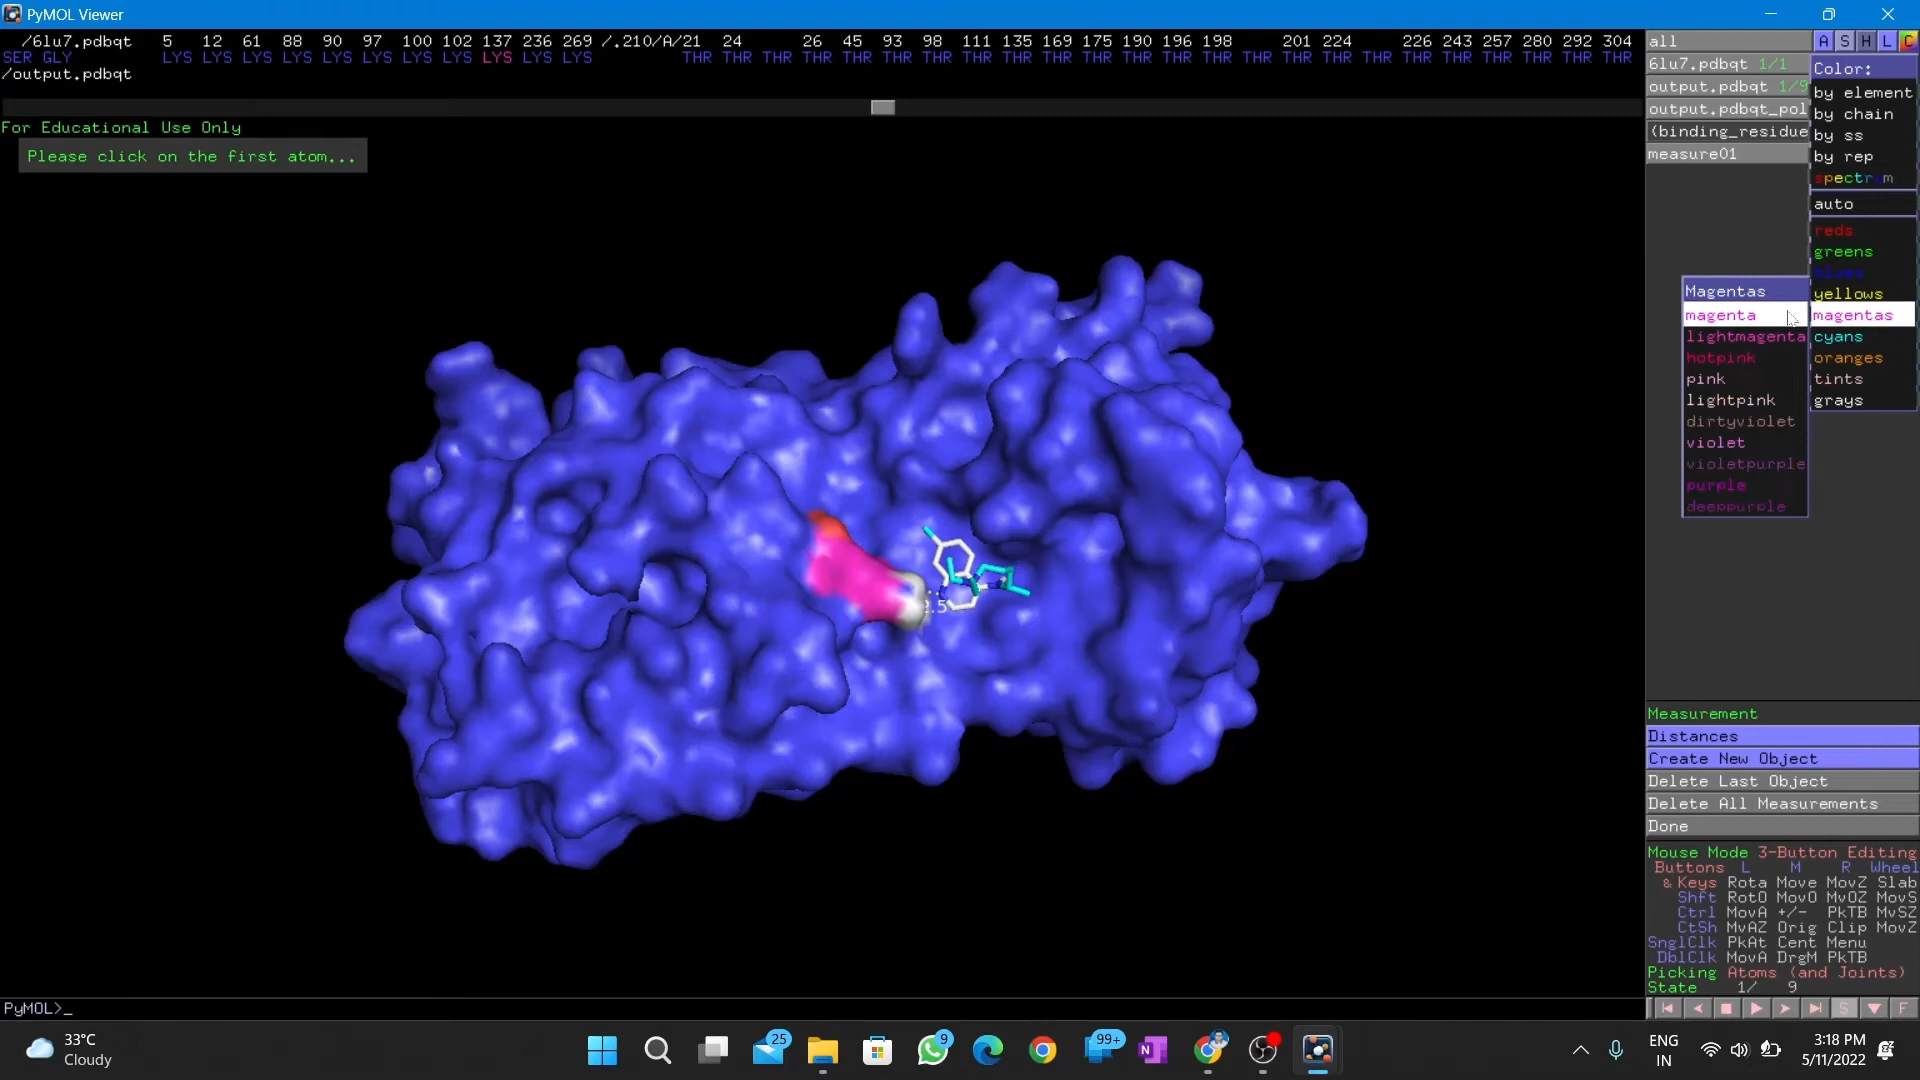 PyMOL Viewer
/6lu7.pdbqt 5 12 61 88 90 97 100 102 137 236 269 /.210/A/21 24 26 45 93 98 111 135 169 175 190 196 198 201 224 226 243 257 280 292 304
SER GLY LYS LYS LYS LYS LYS LYS LYS LYS LYS LYS LYS THR THR THR THR THR THR THR THR THR THR THR THR THR THR THR THR THR THR THR THR THR THR THR THR
/output.pdbqt
For Educational Use Only
Please click on the first atom...
all A S H L C
6lu7.pdbqt 1/1
output.pdbqt 1/9
output.pdbqt_pol
(binding_residue
measure01
Color:
by element
by chain
by ss
by rep
spectrum
auto
reds
greens
blues
yellows
magentas
cyans
oranges
tints
grays
Magentas
magenta
lightmagenta
hotpink
pink
lightpink
dirtyviolet
violet
violetpurple
purple
deeppurple
2.5
Measurement
Distances
Create New Object
Delete Last Object
Delete All Measurements
Done
Mouse Mode 3-Button Editing
Buttons L M R Wheel
& Keys Rota Move MovZ Slab
Shft RotO MovO MvOZ MovS
Ctrl MovA +/- PkTB MvSZ
CtSh MvAZ Orig Clip MovZ
SnglClk PkAt Cent Menu
DblClk MovA DrgM PkTB
Picking Atoms (and Joints)
State 1/ 9
S F
PyMOL>_
33°C
Cloudy
25
9
99+
ENG
IN
3:18 PM
5/11/2022